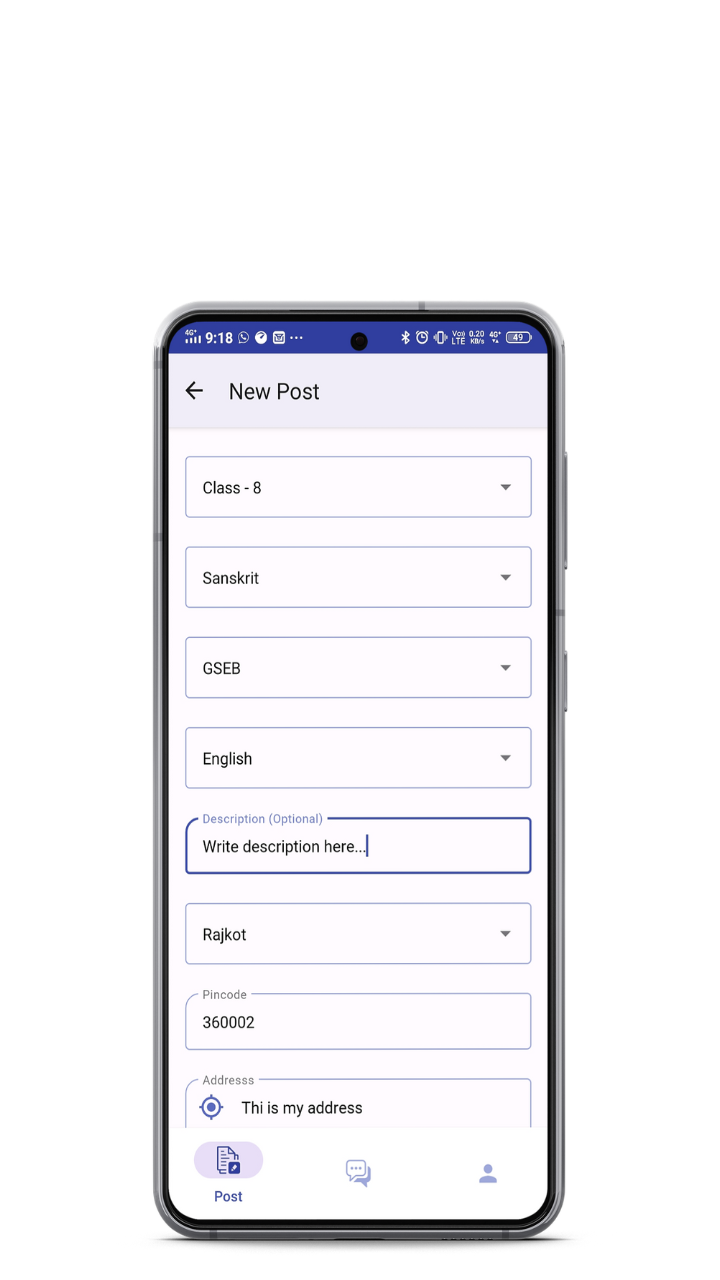 4G+ 9:18 ... Vo)) LTE 0.20 KB/s 4G+ 49
New Post
Class - 8
Sanskrit
GSEB
English
Description (Optional)
Write description here...
Rajkot
Pincode
360002
Addresss
Thi is my address
Post